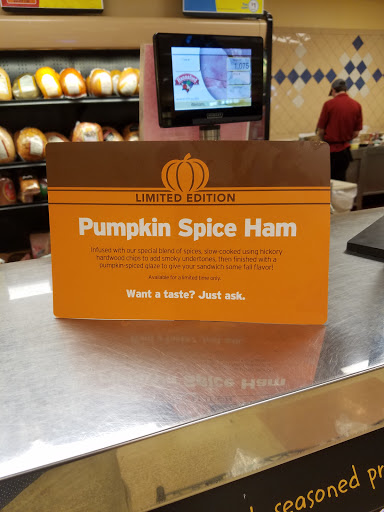 LIMITED EDITION
Pumpkin Spice Ham
Infused with our special blend of spices, slow-cooked using hickory
hardwood chips to add smoky undertones, then finished with a
pumpkin-spiced glaze to give your sandwich some fall flavor!
Available for a limited time only.
Want a taste? Just ask.
seasoned pr